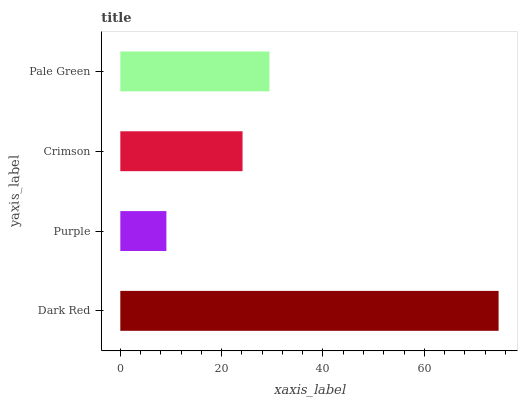 title
Pale Green
Crimson
Purple
Dark Red
yaxis_label
0 20 40 60
xaxis_label